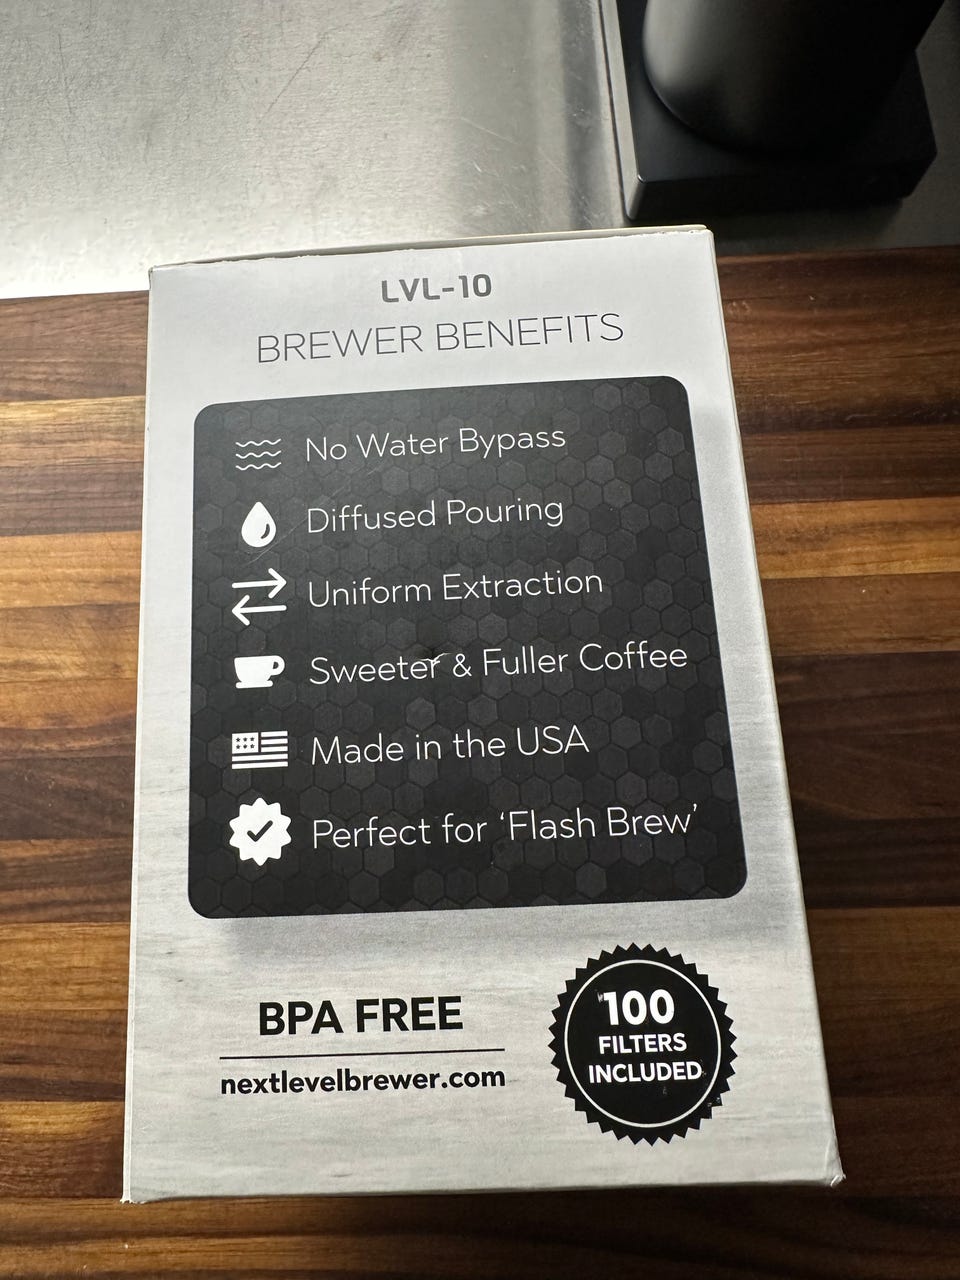 LVL-10
BREWER BENEFITS
No Water Bypass
Diffused Pouring
Uniform Extraction
Sweeter & Fuller Coffee
Made in the USA
Perfect for ‘Flash Brew’
BPA FREE
nextlevelbrewer.com
100
FILTERS
INCLUDED